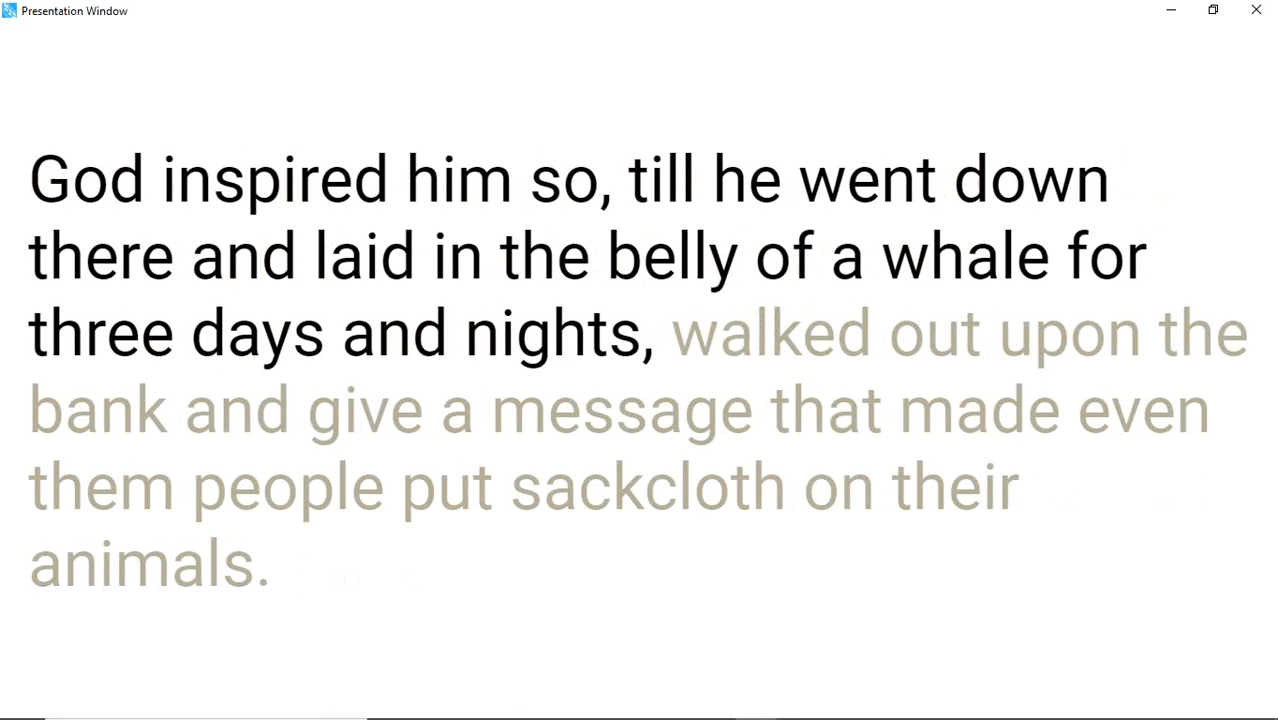 Presentation Window
God inspired him so, till he went down
there and laid in the belly of a whale for
three days and nights, walked out upon the
bank and give a message that made even
them people put sackcloth on their
animals.